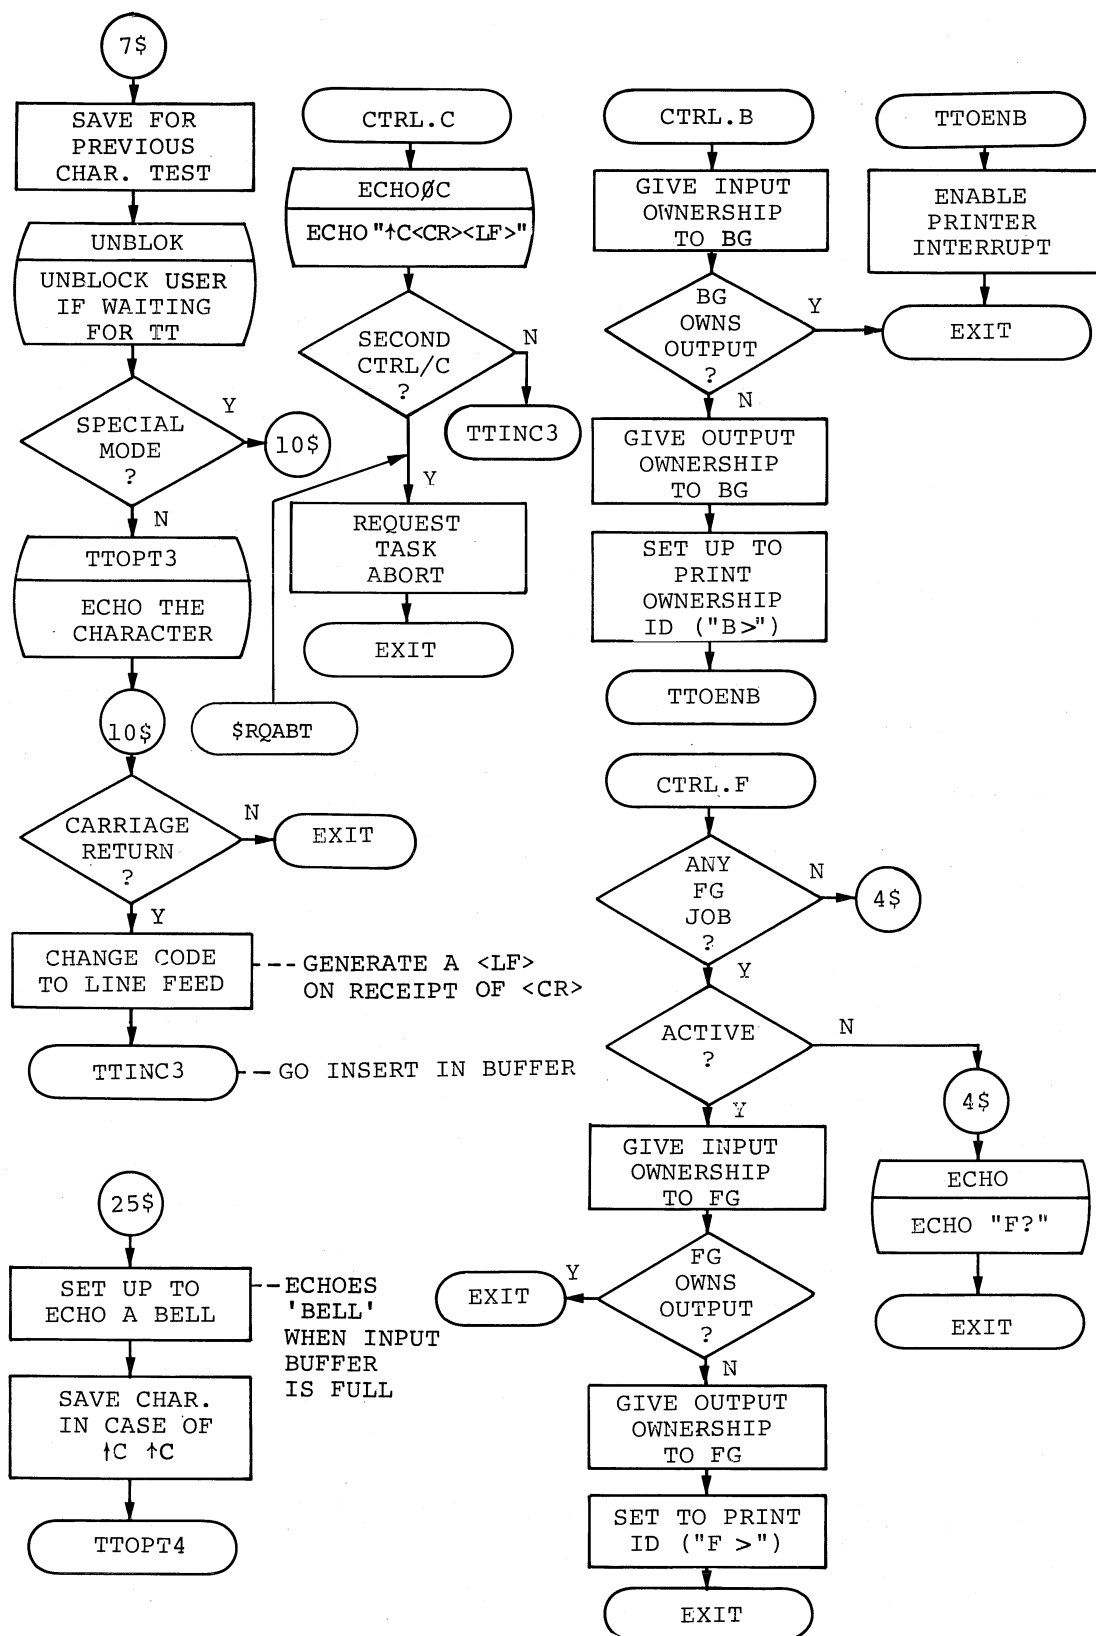 7$
SAVE FOR
PREVIOUS
CHAR. TEST
UNBLOK
UNBLOCK USER
IF WAITING
FOR TT
SPECIAL
MODE
?
Y
10$
N
TTOPT3
ECHO THE
CHARACTER
10$
CARRIAGE
RETURN
?
N
EXIT
Y
CHANGE CODE
TO LINE FEED
--- GENERATE A <LF>
ON RECEIPT OF <CR>
TTINC3
-- GO INSERT IN BUFFER
25$
SET UP TO
ECHO A BELL
-- ECHOES
'BELL'
WHEN INPUT
BUFFER
IS FULL
SAVE CHAR.
IN CASE OF
↑C ↑C
TTOPT4
CTRL.C
ECHOØC
ECHO "↑C<CR><LF>"
SECOND
CTRL/C
?
N
TTINC3
Y
REQUEST
TASK
ABORT
EXIT
$RQABT
CTRL.B
GIVE INPUT
OWNERSHIP
TO BG
BG
OWNS
OUTPUT
?
Y
N
GIVE OUTPUT
OWNERSHIP
TO BG
SET UP TO
PRINT
OWNERSHIP
ID ("B>")
TTOENB
TTOENB
ENABLE
PRINTER
INTERRUPT
EXIT
CTRL.F
ANY
FG
JOB
?
N
4$
Y
ACTIVE
?
N
4$
ECHO
ECHO "F?"
EXIT
Y
GIVE INPUT
OWNERSHIP
TO FG
FG
OWNS
OUTPUT
?
Y
EXIT
N
GIVE OUTPUT
OWNERSHIP
TO FG
SET TO PRINT
ID ("F >")
EXIT